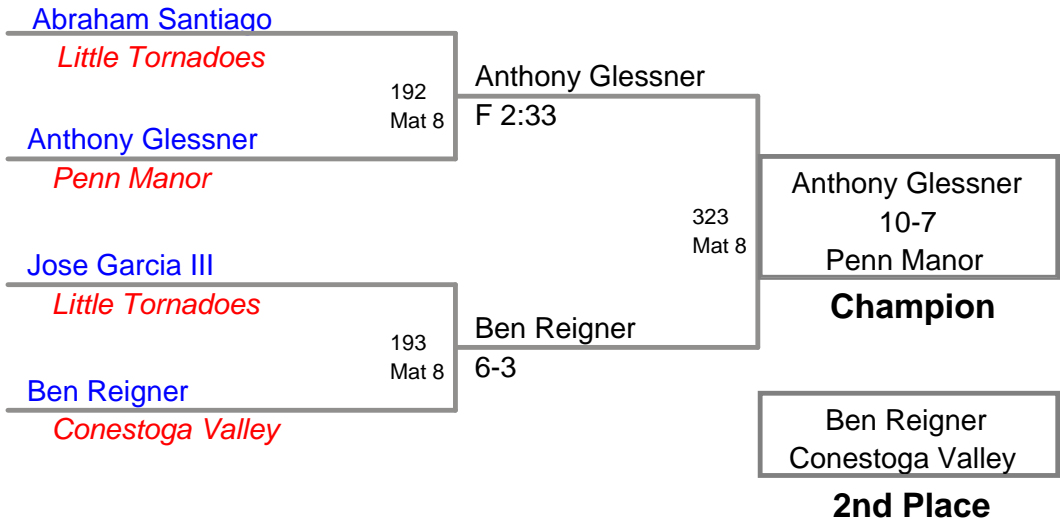 Abraham Santiago
Little Tornadoes
192
Mat 8
Anthony Glessner
F 2:33
Anthony Glessner
Penn Manor
Jose Garcia III
Little Tornadoes
193
Mat 8
Ben Reigner
6-3
Ben Reigner
Conestoga Valley
323
Mat 8
Anthony Glessner
10-7
Penn Manor
Champion
Ben Reigner
Conestoga Valley
2nd Place